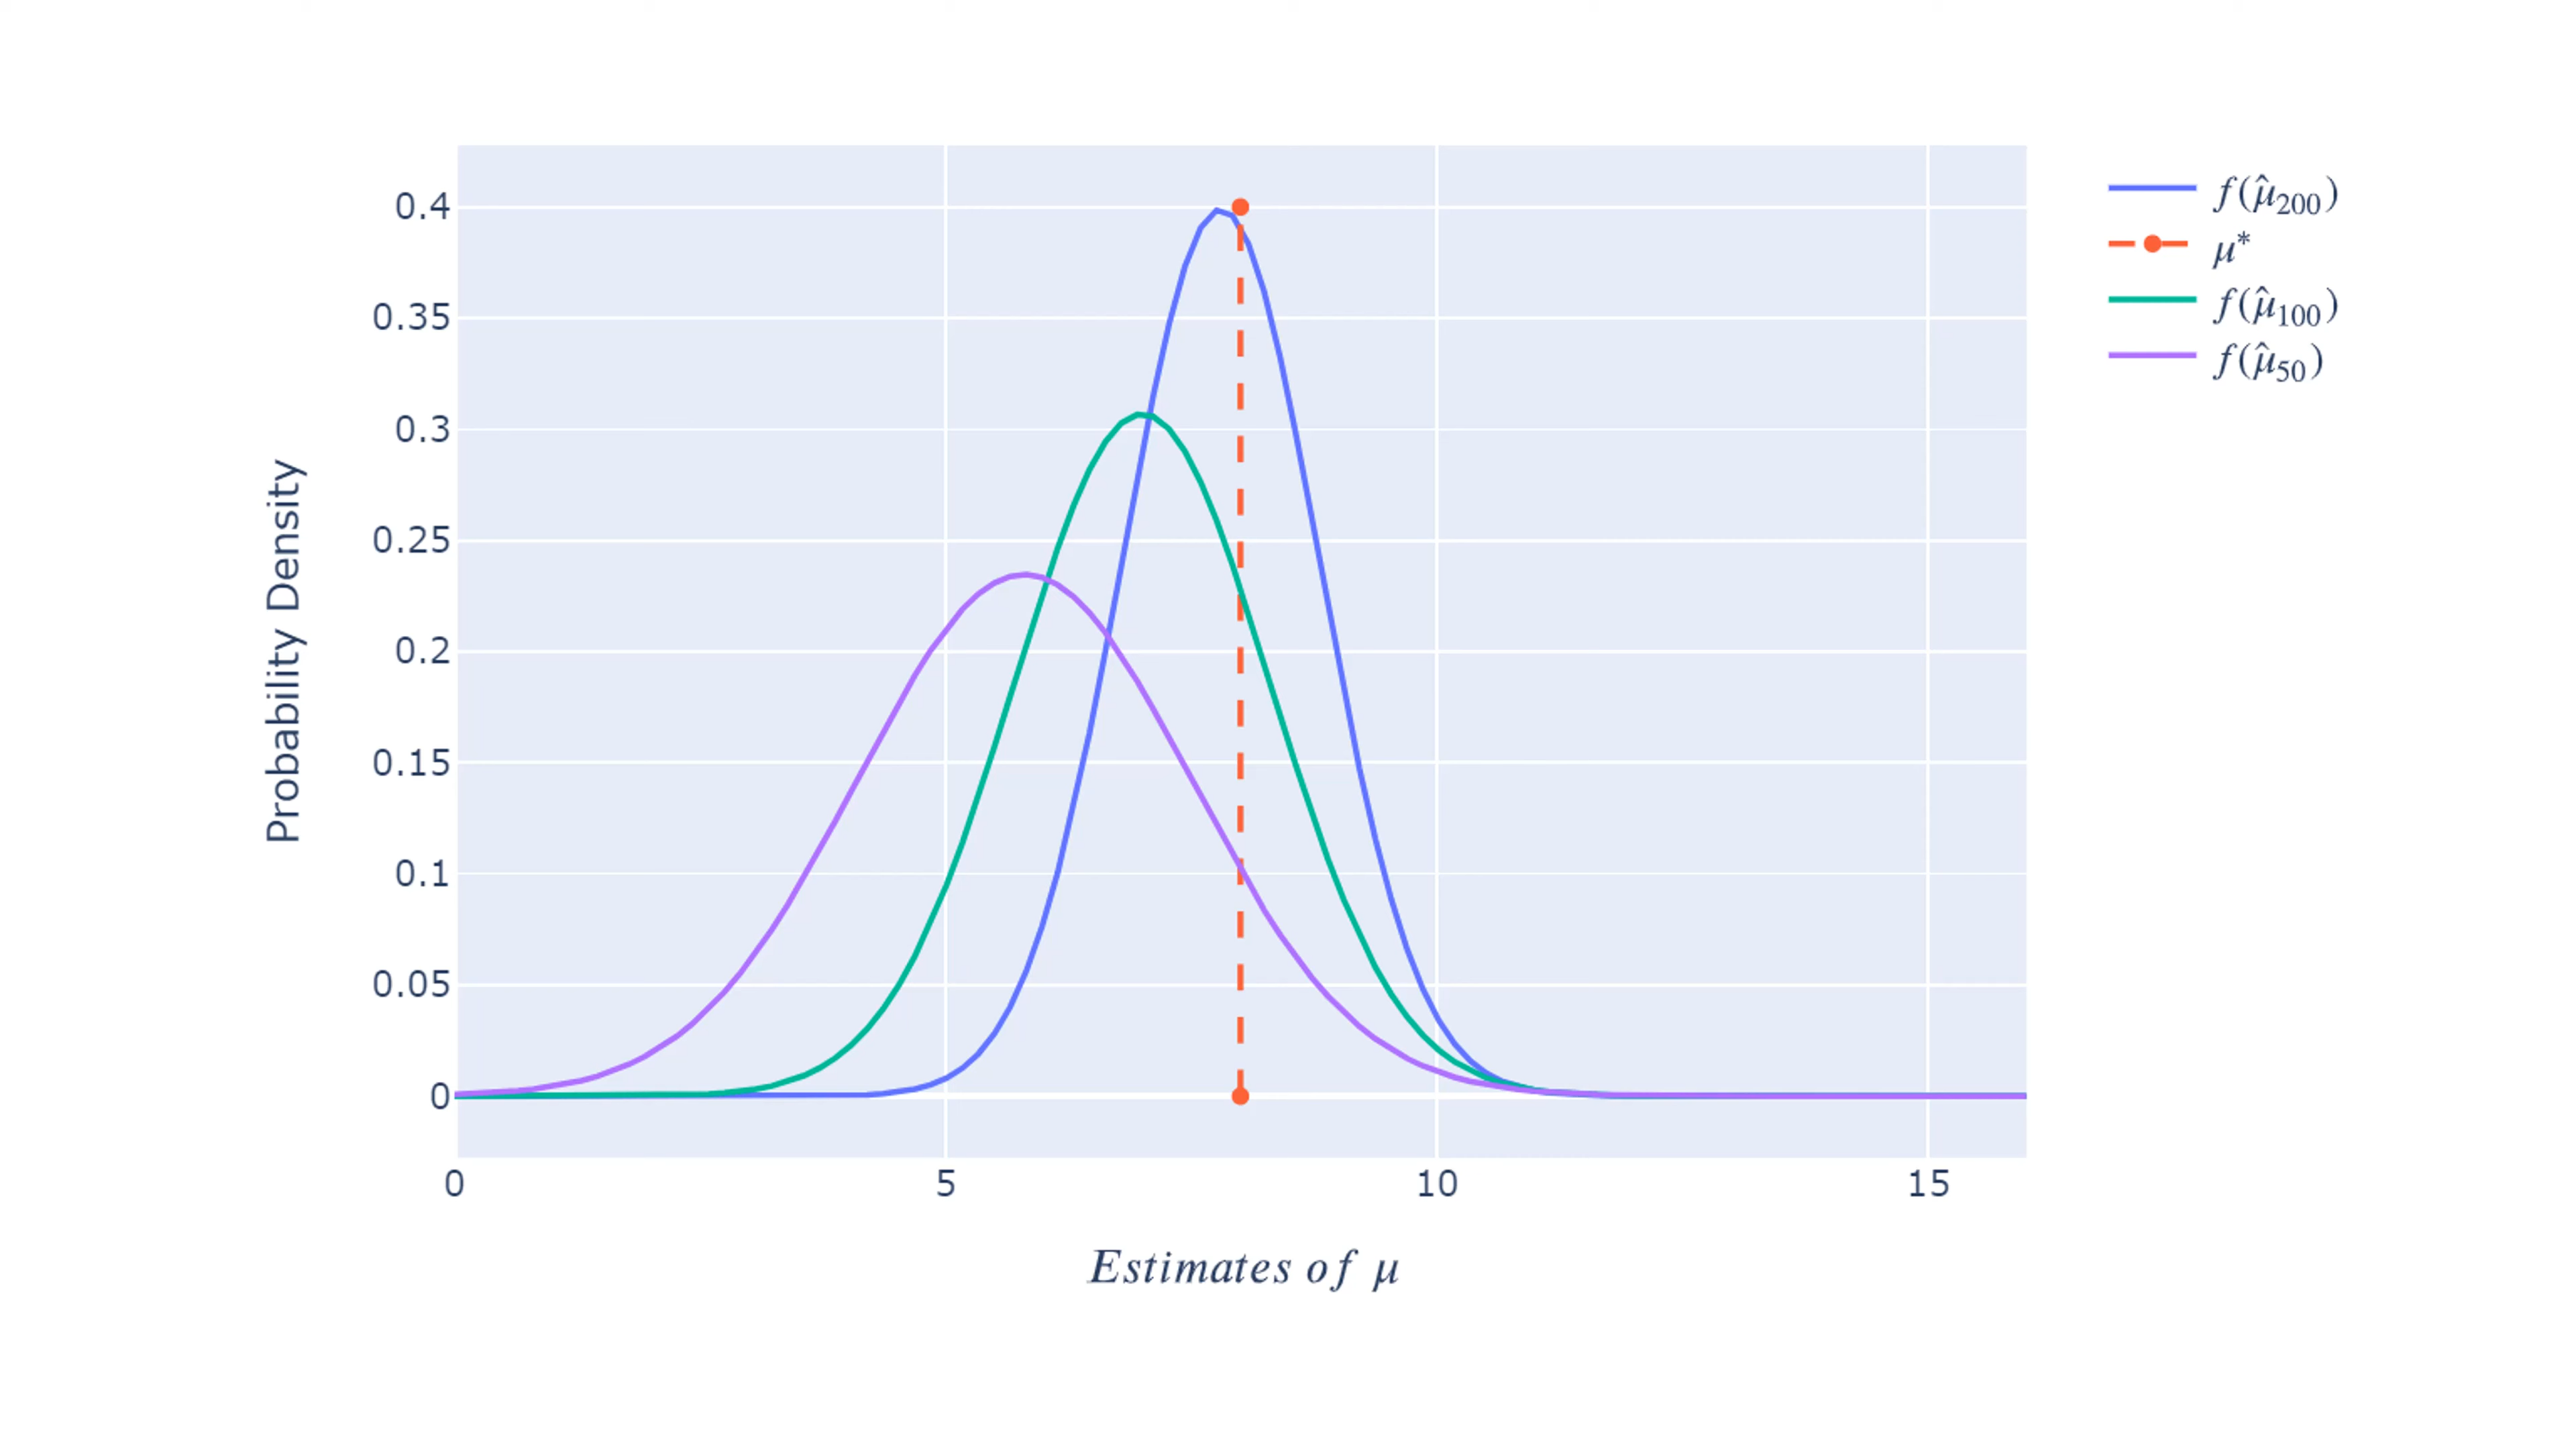 f(μ̂₂₀₀)
μ*
f(μ̂₁₀₀)
f(μ̂₅₀)
0.4
0.35
0.3
0.25
0.2
0.15
0.1
0.05
0
Probability Density
0 5 10 15
Estimates of μ